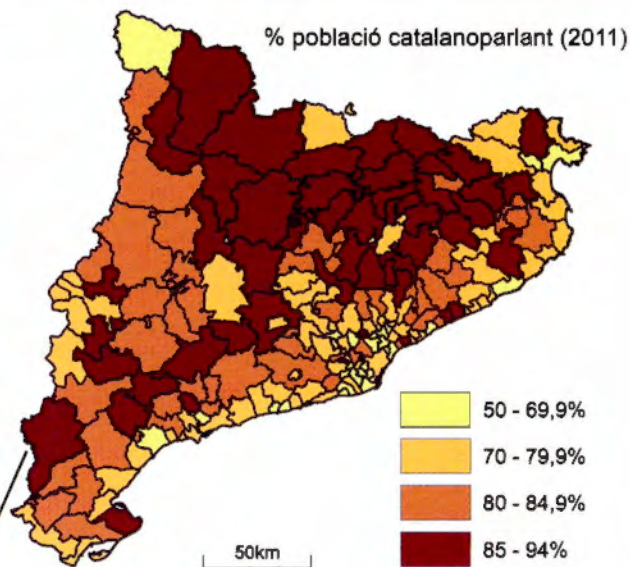 % població catalanoparlant (2011)
50 - 69,9%
70 - 79,9%
80 - 84,9%
85 - 94%
50km